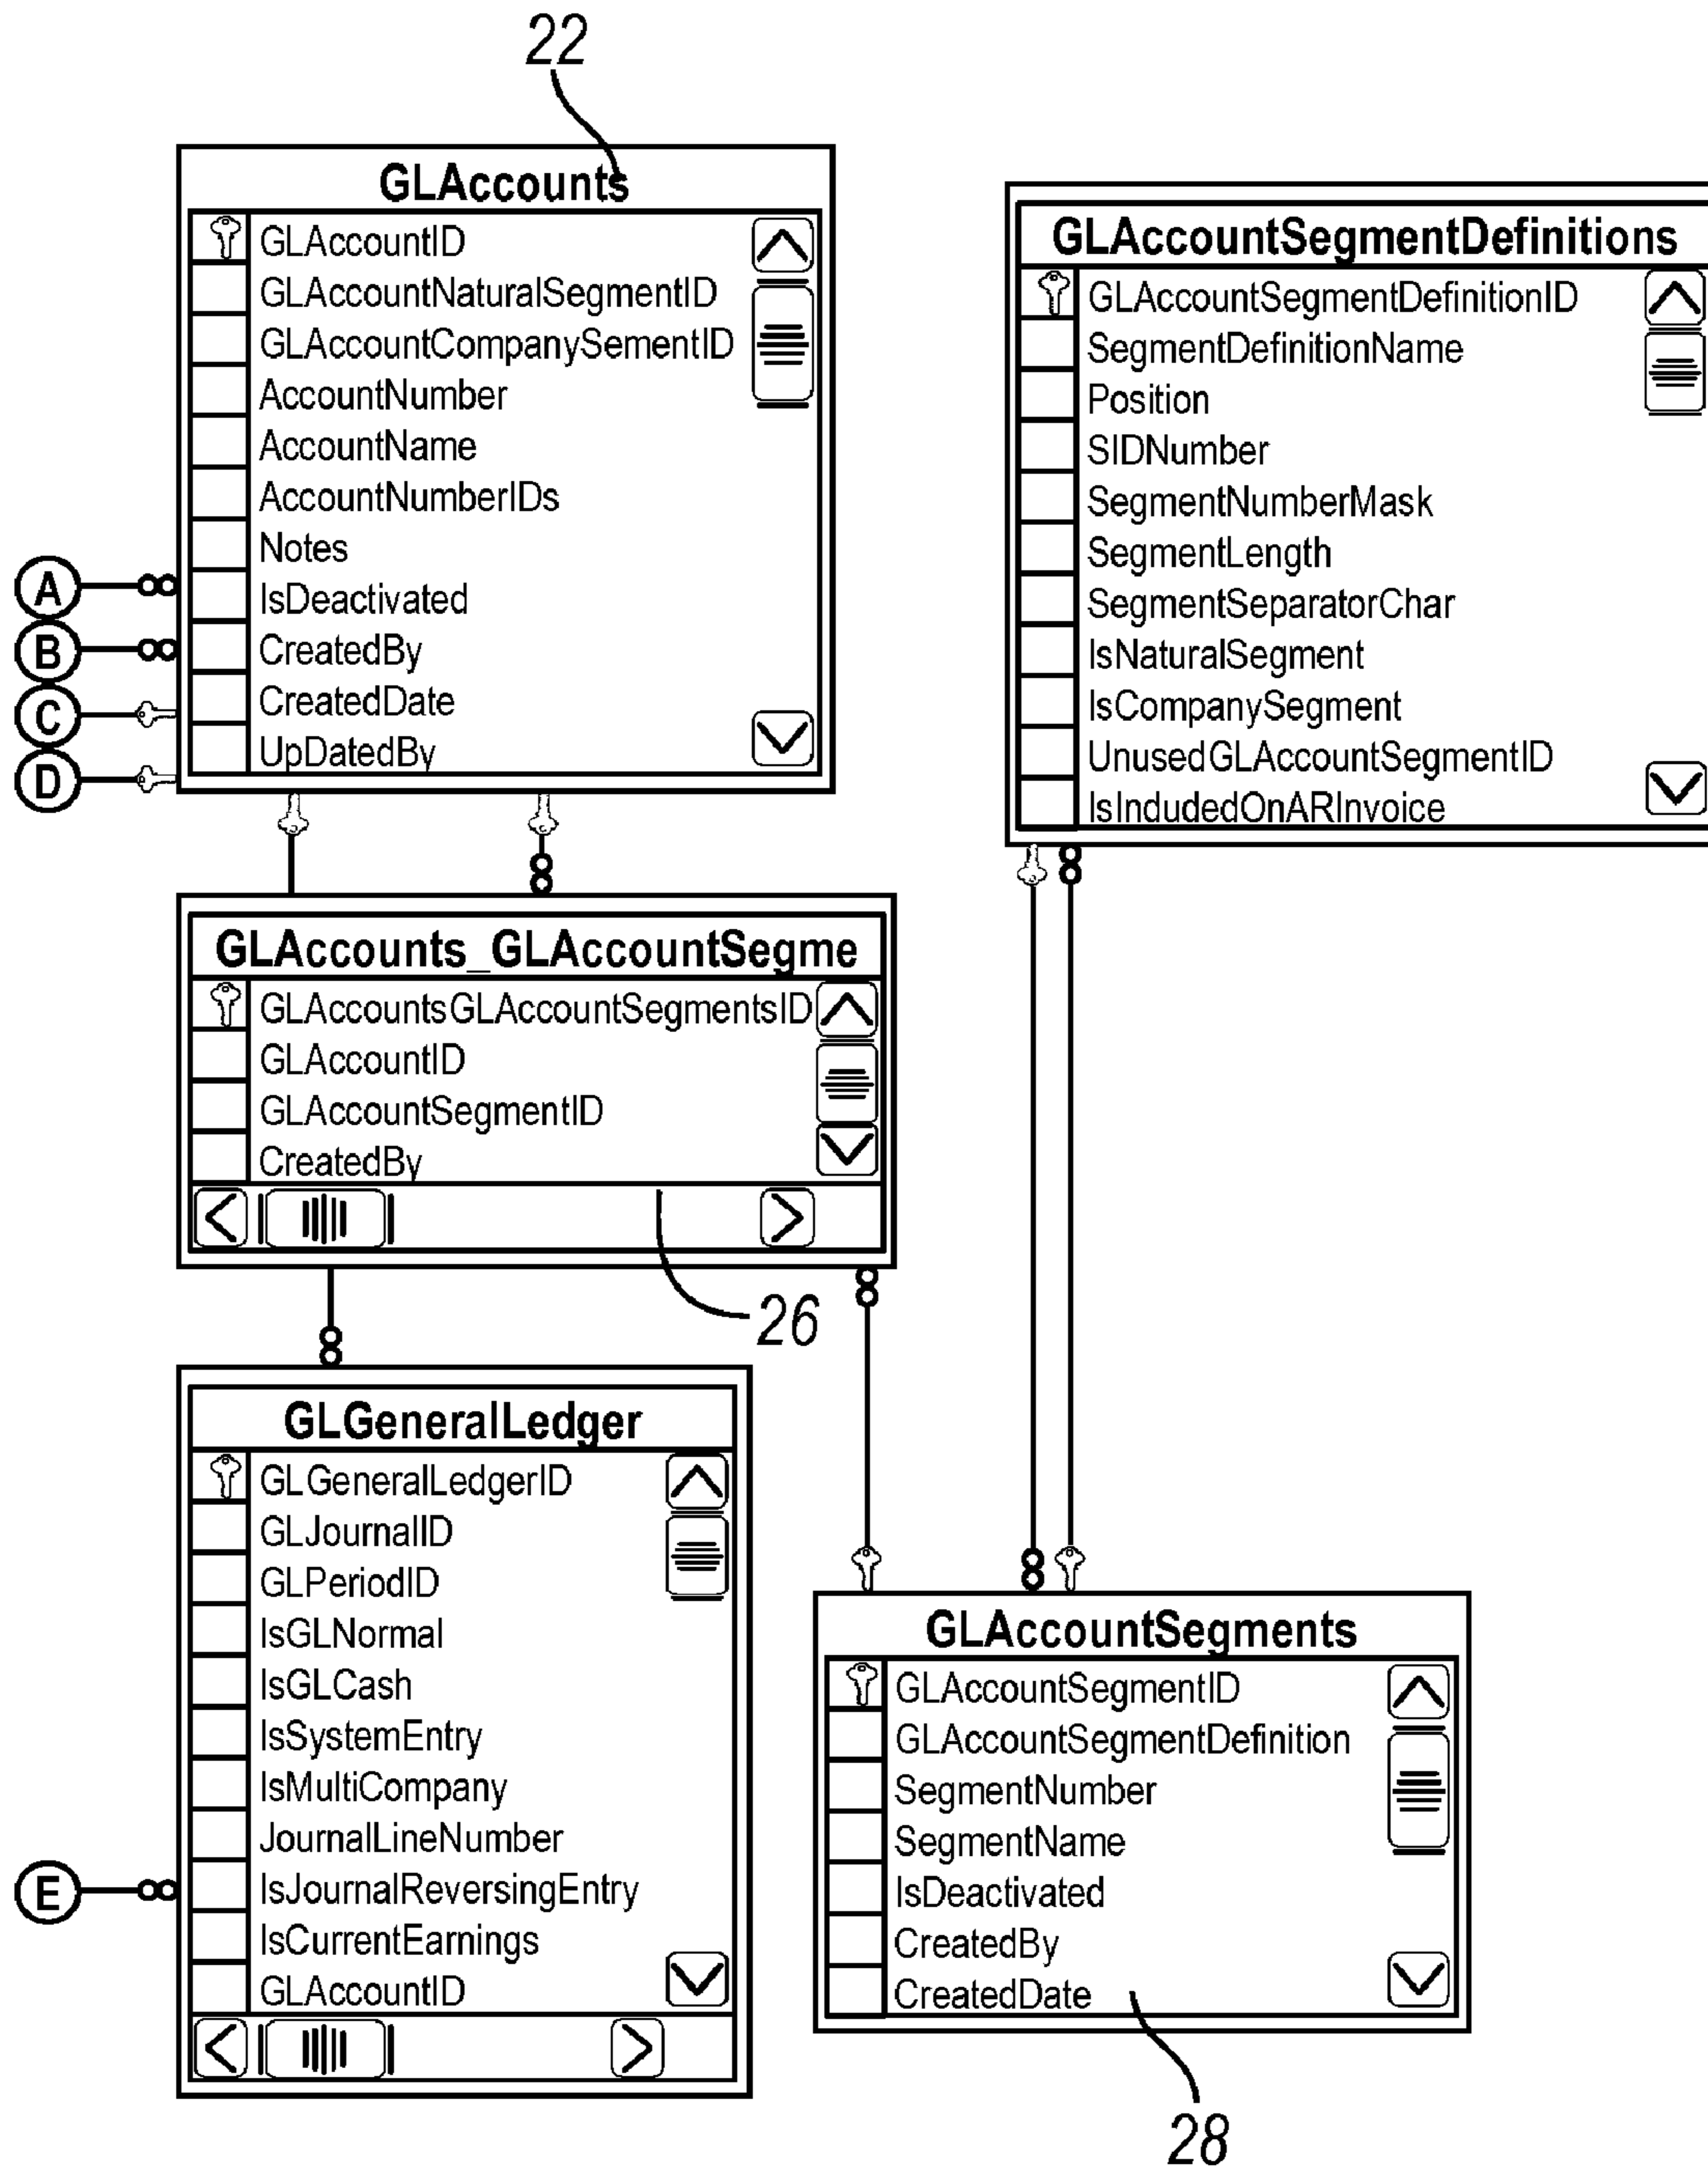 22
GLAccounts
GLAccountID
GLAccountNaturalSegmentID
GLAccountCompanySementID
AccountNumber
AccountName
AccountNumberIDs
Notes
IsDeactivated
CreatedBy
CreatedDate
UpDatedBy
A
B
C
D
GLAccountSegmentDefinitions
GLAccountSegmentDefinitionID
SegmentDefinitionName
Position
SIDNumber
SegmentNumberMask
SegmentLength
SegmentSeparatorChar
IsNaturalSegment
IsCompanySegment
UnusedGLAccountSegmentID
IsIndudedOnARInvoice
GLAccounts_GLAccountSegme
GLAccountsGLAccountSegmentsID
GLAccountID
GLAccountSegmentID
CreatedBy
26
GLGeneralLedger
GLGeneralLedgerID
GLJournalID
GLPeriodID
IsGLNormal
IsGLCash
IsSystemEntry
IsMultiCompany
JournalLineNumber
IsJournalReversingEntry
IsCurrentEarnings
GLAccountID
E
GLAccountSegments
GLAccountSegmentID
GLAccountSegmentDefinition
SegmentNumber
SegmentName
IsDeactivated
CreatedBy
CreatedDate
28